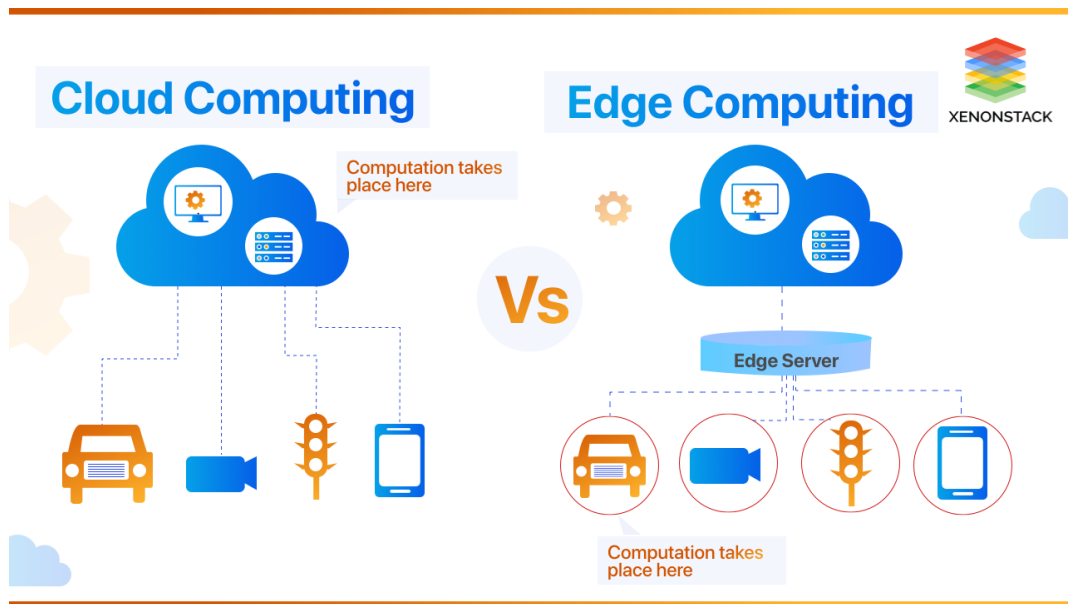 Cloud Computing
Computation takes
place here
Vs
Edge Computing
XENONSTACK
Edge Server
Computation takes
place here